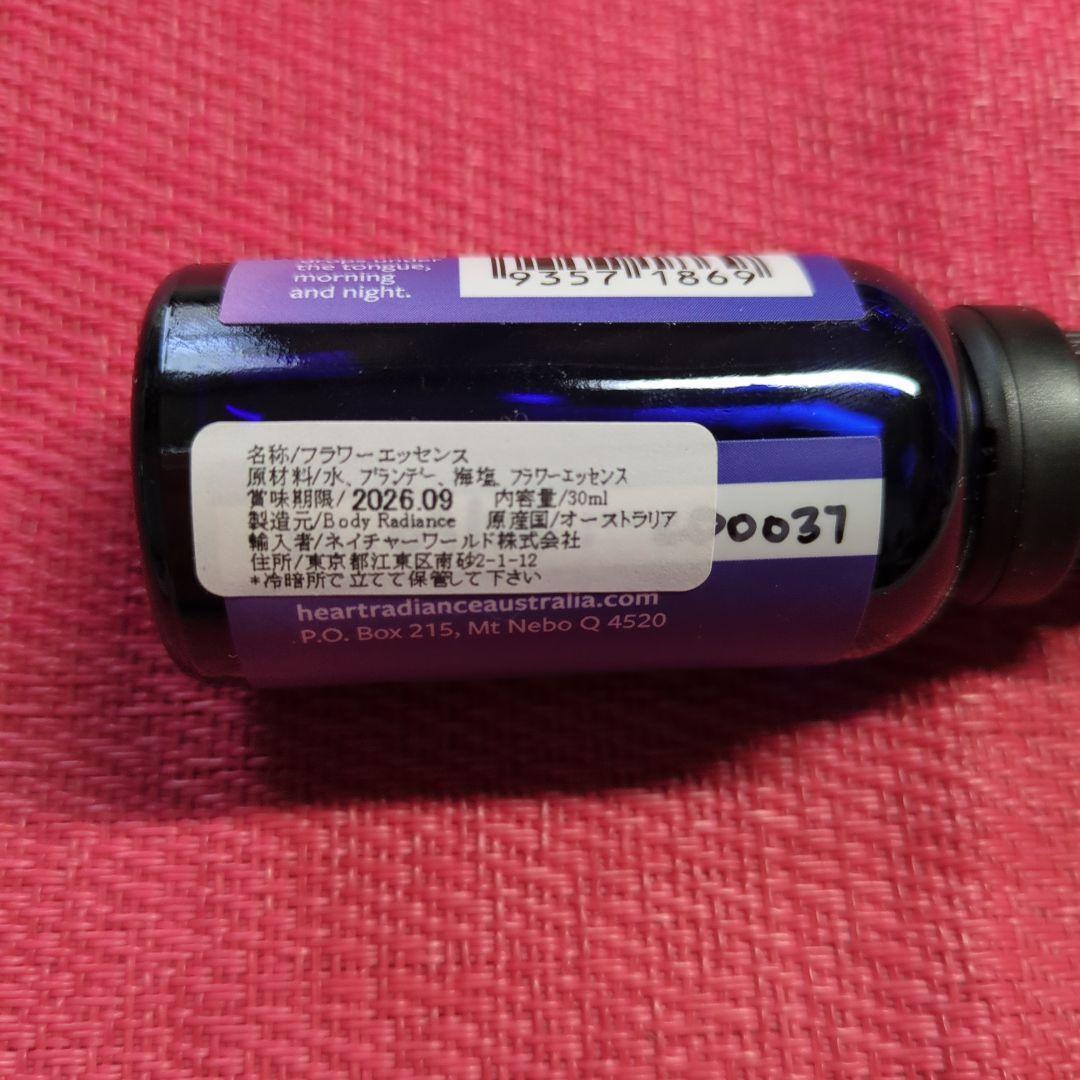 drops under
the tongue,
morning
and night.
9357 1869
名称/フラワーエッセンス
原材料/水、ブランデー、海塩、フラワーエッセンス
賞味期限/2026.09 内容量/30ml
製造元/Body Radiance 原産国/オーストラリア
輸入者/ネイチャーワールド株式会社
住所/東京都江東区南砂2-1-12
*冷暗所で立てて保管して下さい
00037
heartradianceaustralia.com
P.O. Box 215, Mt Nebo Q 4520